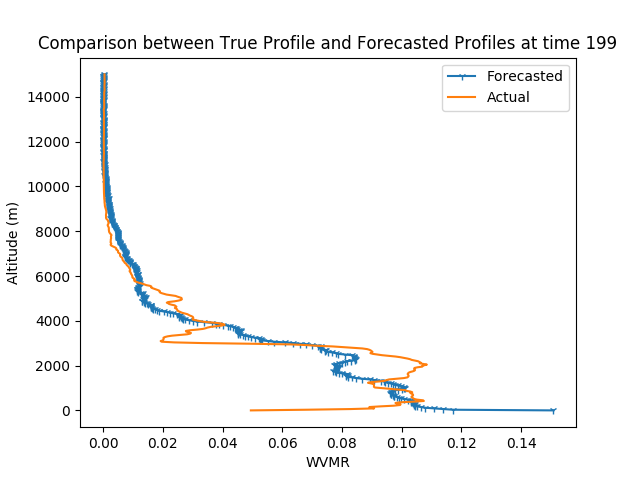 Comparison between True Profile and Forecasted Profiles at time 199
Forecasted
Actual
Altitude (m)
14000
12000
10000
8000
6000
4000
2000
0
0.00 0.02 0.04 0.06 0.08 0.10 0.12 0.14
WVMR